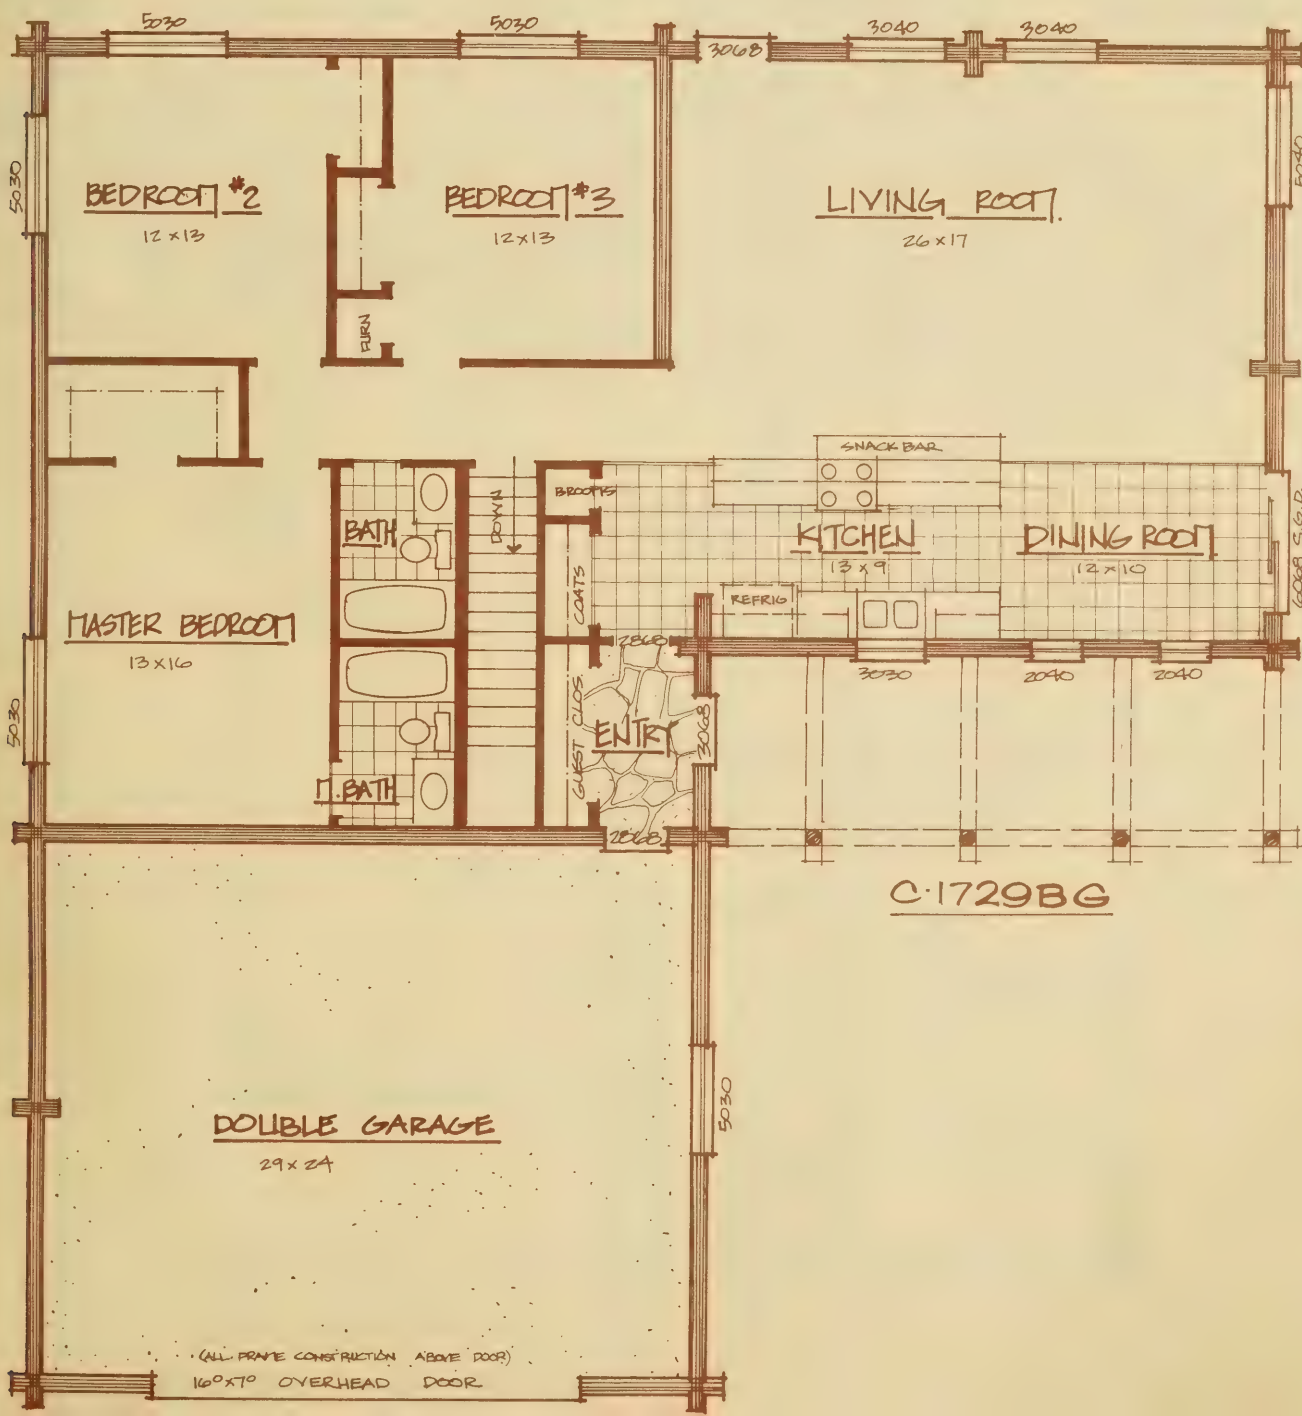 5030
5030
3068
3040
3040
5030
5040
BEDROOM #2
12 x 13
BEDROOM #3
12 x 13
LIVING ROOM
26 x 17
FURN
SNACK BAR
BROOMS
DOWN
BATH
KITCHEN
13 x 9
DINING ROOM
12 x 10
6068 S.G.D.
COATS
REFRIG
MASTER BEDROOM
13 x 16
2868
3030
2040
2040
5030
GUEST CLOS.
ENTRY
3068
M. BATH
2868
C-1729BG
DOUBLE GARAGE
29 x 24
5030
(ALL FRAME CONSTRUCTION ABOVE DOOR)
16⁰x7⁰ OVERHEAD DOOR